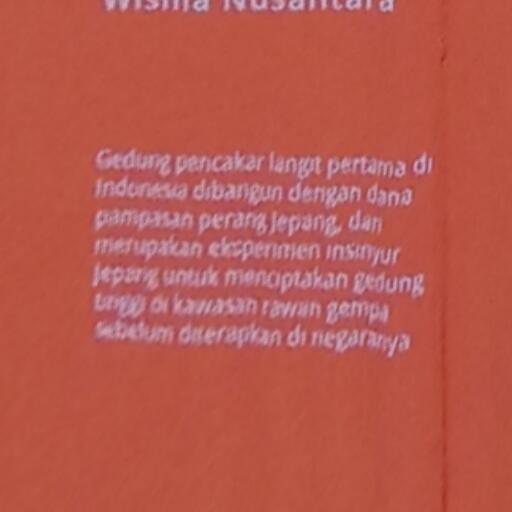 Wisma Nusantara
Gedung pencakar langit pertama di
Indonesia dibangun dengan dana
pampasan perang Jepang, dan
merupakan eksperimen insinyur
Jepang untuk menciptakan gedung
tinggi di kawasan rawan gempa
sebelum diterapkan di negaranya